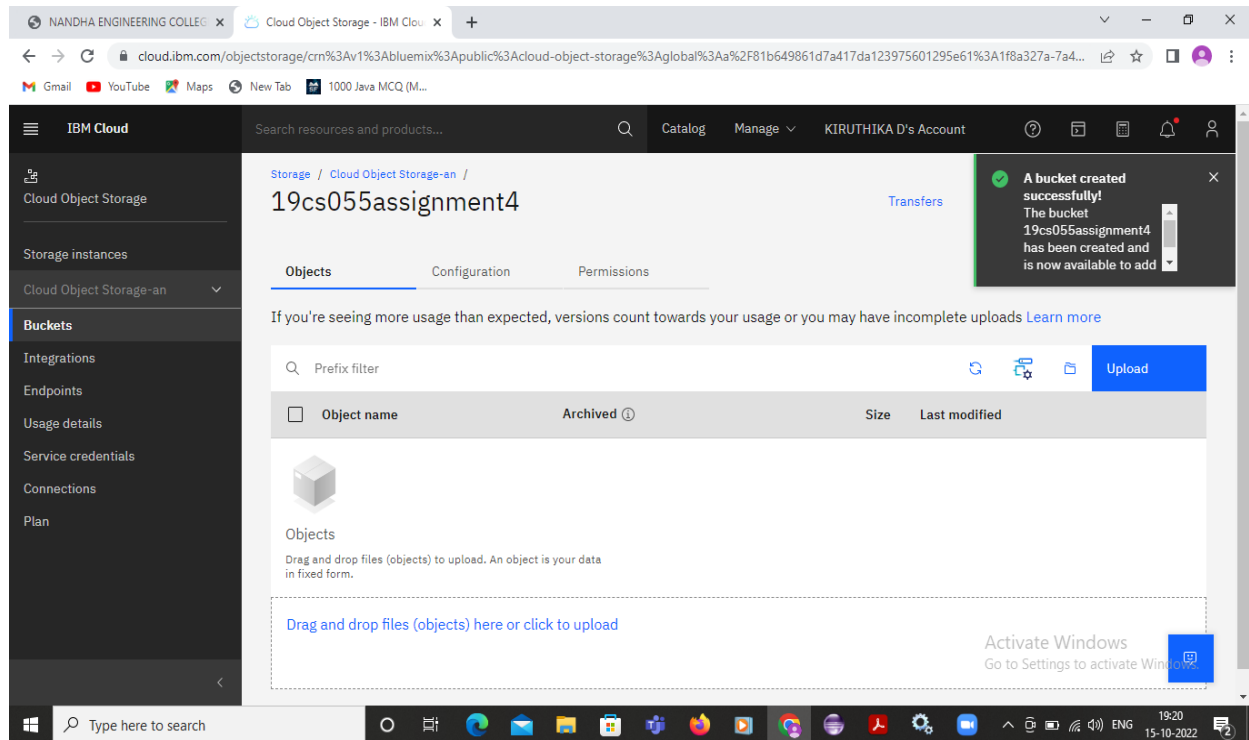 NANDHA ENGINEERING COLLEG
Cloud Object Storage - IBM Clou
cloud.ibm.com/objectstorage/crn%3Av1%3Abluemix%3Apublic%3Acloud-object-storage%3Aglobal%3Aa%2F81b649861d7a417da123975601295e61%3A1f8a327a-7a4...
Gmail YouTube Maps New Tab 1000 Java MCQ (M...
IBM Cloud
Search resources and products...
Catalog Manage KIRUTHIKA D's Account
Cloud Object Storage
Storage instances
Cloud Object Storage-an
Buckets
Integrations
Endpoints
Usage details
Service credentials
Connections
Plan
Storage / Cloud Object Storage-an /
19cs055assignment4
Transfers
A bucket created
successfully!
The bucket
19cs055assignment4
has been created and
is now available to add
Objects Configuration Permissions
If you're seeing more usage than expected, versions count towards your usage or you may have incomplete uploads Learn more
Prefix filter
Upload
Object name Archived Size Last modified
Objects
Drag and drop files (objects) to upload. An object is your data
in fixed form.
Drag and drop files (objects) here or click to upload
Activate Windows
Go to Settings to activate Windows.
Type here to search
ENG
19:20
15-10-2022
2